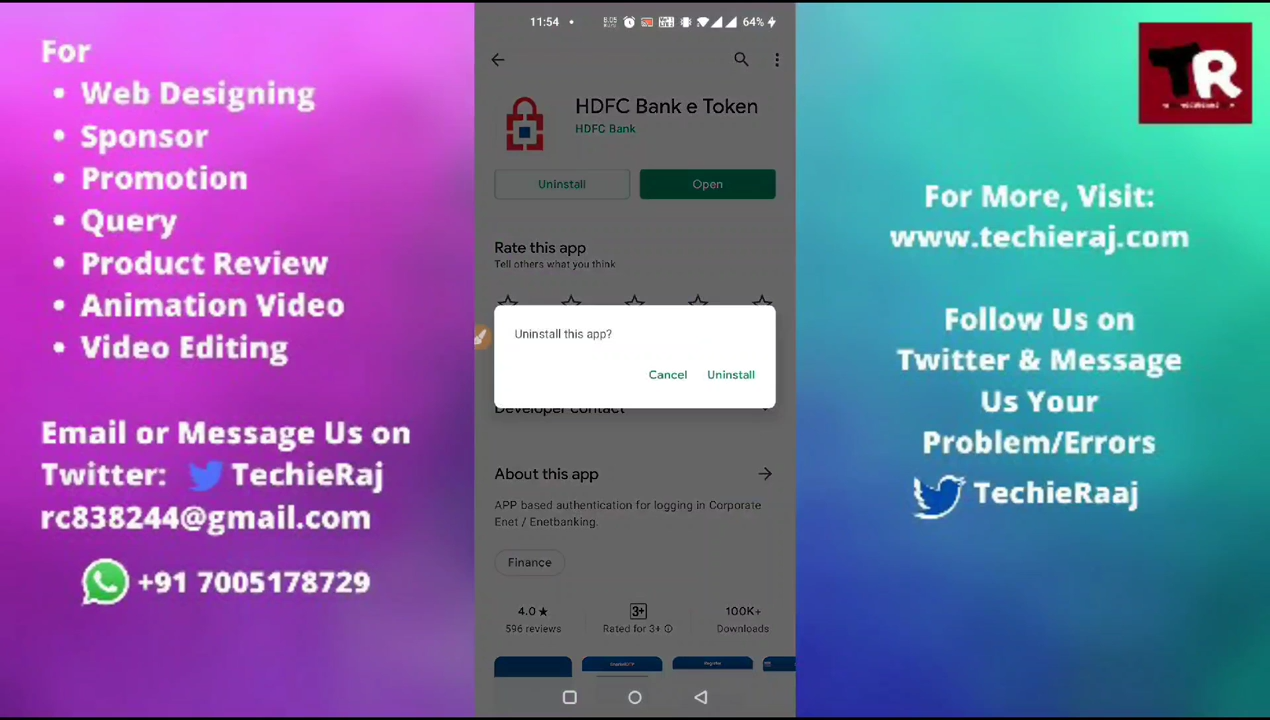 For
• Web Designing
• Sponsor
• Promotion
• Query
• Product Review
• Animation Video
• Video Editing
Email or Message Us on
Twitter: TechieRaj
rc838244@gmail.com
+91 7005178729
11:54 • 64%
HDFC Bank e Token
HDFC Bank
Uninstall Open
Rate this app
Tell others what you think
Uninstall this app?
Cancel Uninstall
Developer contact
About this app
APP based authentication for logging in Corporate
Enet / Enetbanking.
Finance
4.0★ 3+ 100K+
596 reviews Rated for 3+ Downloads
TR
For More, Visit:
www.techieraj.com
Follow Us on
Twitter & Message
Us Your
Problem/Errors
TechieRaaj